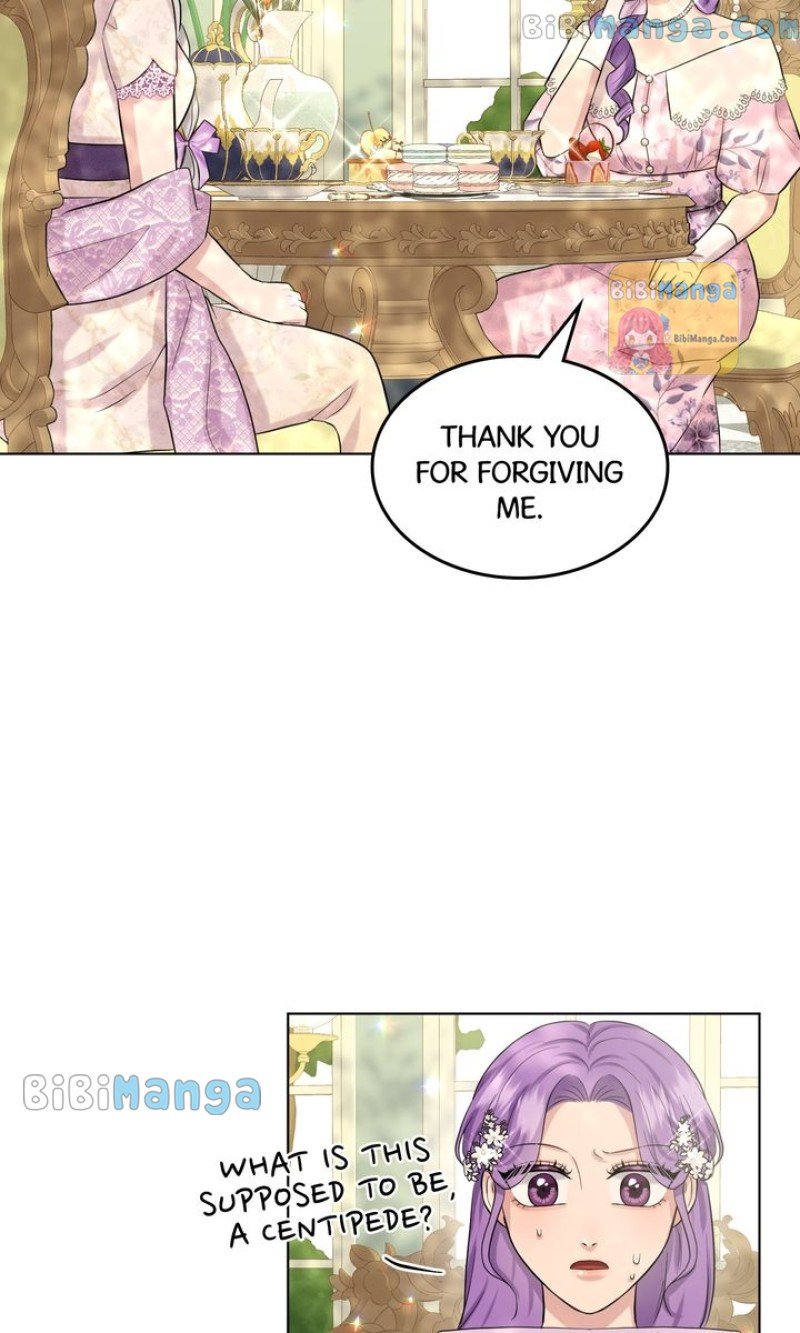 BiBiManga.com
BiBiManga
BibiManga.Com
THANK YOU
FOR FORGIVING
ME.
BiBiManga
WHAT IS THIS
SUPPOSED TO BE,
A CENTIPEDE?